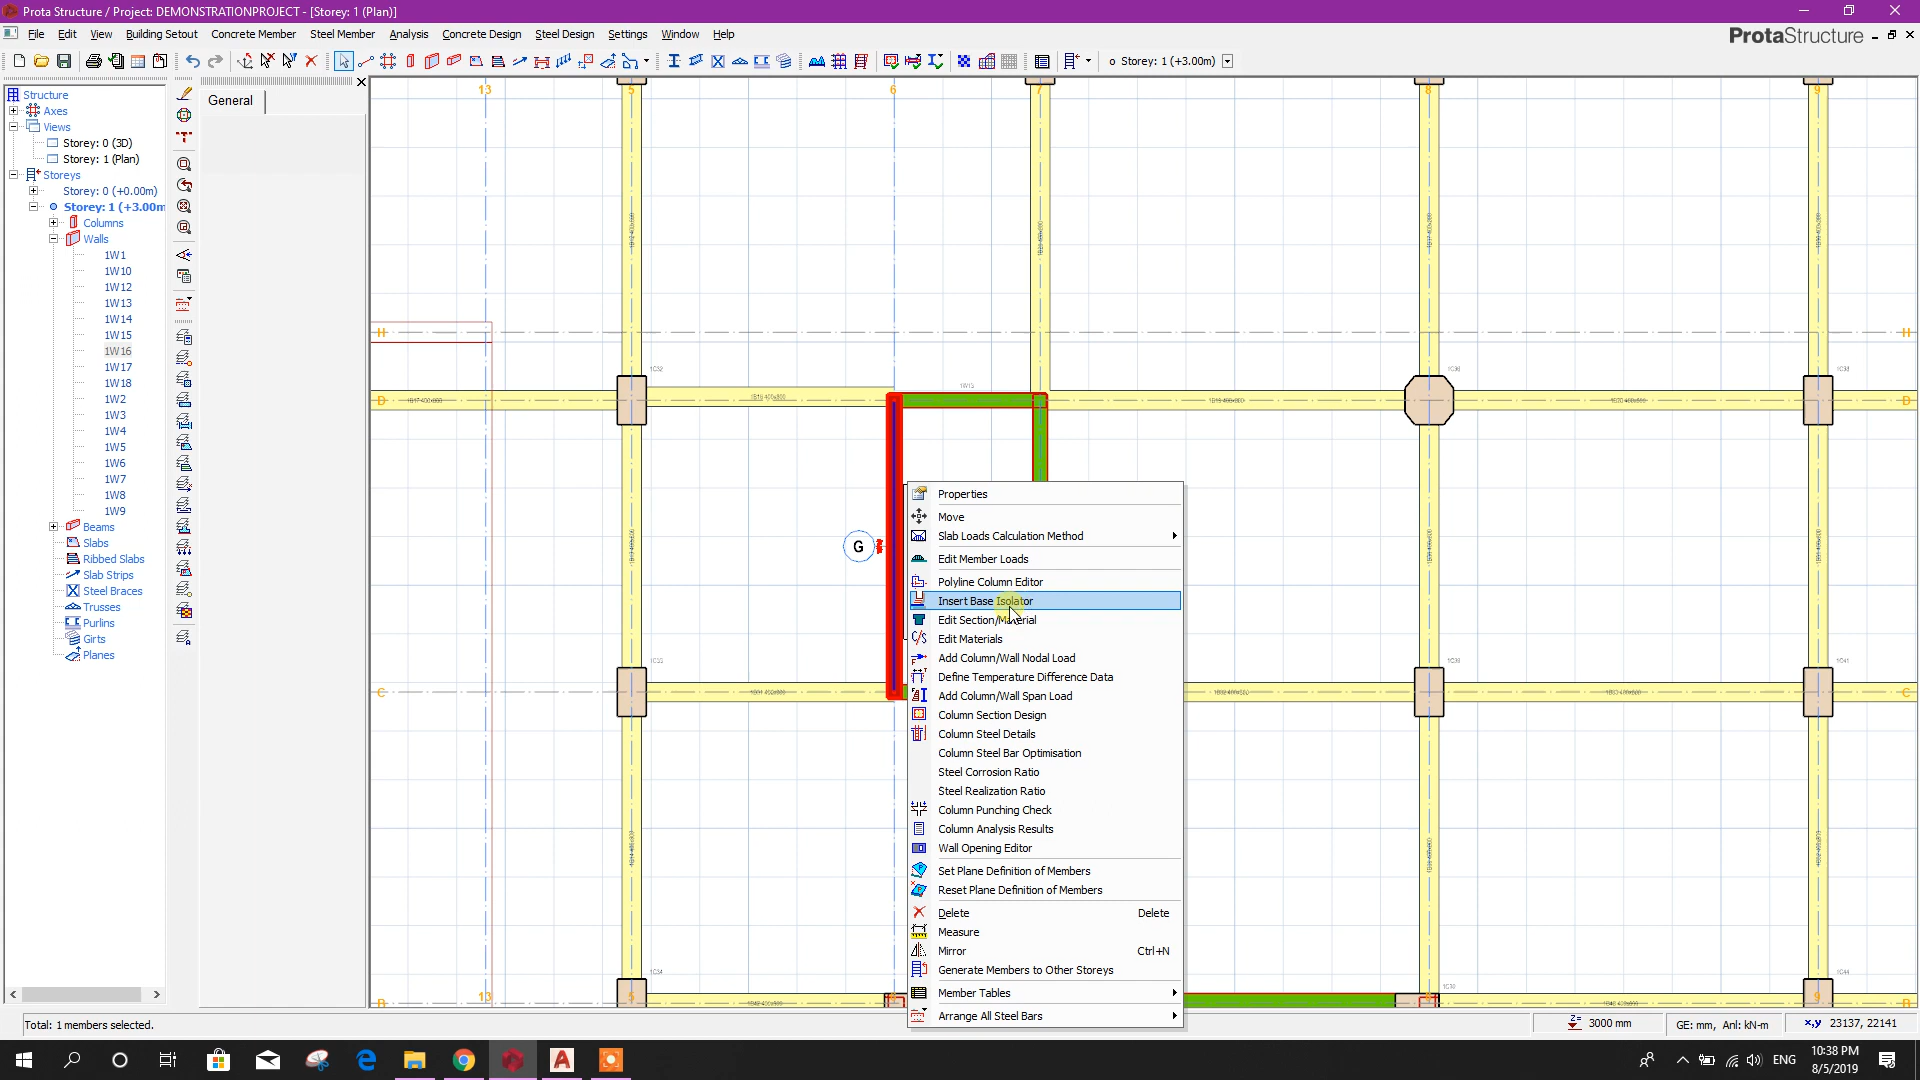 Prota Structure / Project: DEMONSTRATIONPROJECT - [Storey: 1 (Plan)]
File Edit View Building Setout Concrete Member Steel Member Analysis Concrete Design Steel Design Settings Window Help
ProtaStructure
Storey: 1 (+3.00m)
General
Structure
Axes
Views
Storey: 0 (3D)
Storey: 1 (Plan)
Storeys
Storey: 0 (+0.00m)
Storey: 1 (+3.00m
Columns
Walls
1W1
1W10
1W12
1W13
1W14
1W15
1W16
1W17
1W18
1W2
1W3
1W4
1W5
1W6
1W7
1W8
1W9
Beams
Slabs
Ribbed Slabs
Slab Strips
Steel Braces
Trusses
Purlins
Girts
Planes
13 5 6 7 8 9
H H
1C32
D D
G
C C
1C34
B 13 5 9 B
Properties
Move
Slab Loads Calculation Method
Edit Member Loads
Polyline Column Editor
Insert Base Isolator
Edit Section/Material
Edit Materials
Add Column/Wall Nodal Load
Define Temperature Difference Data
Add Column/Wall Span Load
Column Section Design
Column Steel Details
Column Steel Bar Optimisation
Steel Corrosion Ratio
Steel Realization Ratio
Column Punching Check
Column Analysis Results
Wall Opening Editor
Set Plane Definition of Members
Reset Plane Definition of Members
Delete Delete
Measure
Mirror Ctrl+N
Generate Members to Other Storeys
Member Tables
Arrange All Steel Bars
Total: 1 members selected.
Z= 3000 mm
GE: mm, Anl: kN-m
x,y 23137, 22141
ENG
10:38 PM
8/5/2019